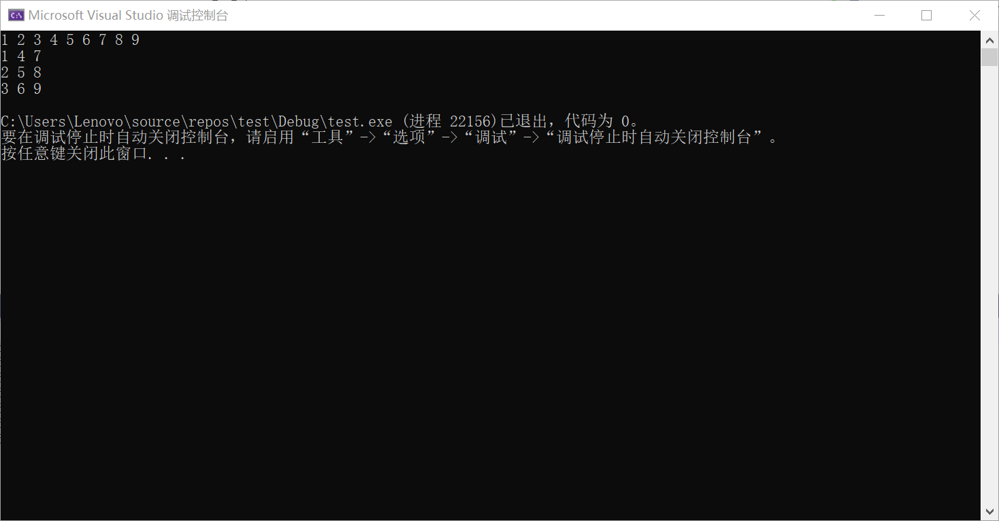 Microsoft Visual Studio 调试控制台
1 2 3 4 5 6 7 8 9
1 4 7
2 5 8
3 6 9
C:\Users\Lenovo\source\repos\test\Debug\test.exe (进程 22156)已退出，代码为 0。
要在调试停止时自动关闭控制台，请启用“工具”->“选项”->“调试”->“调试停止时自动关闭控制台”。
按任意键关闭此窗口. . .